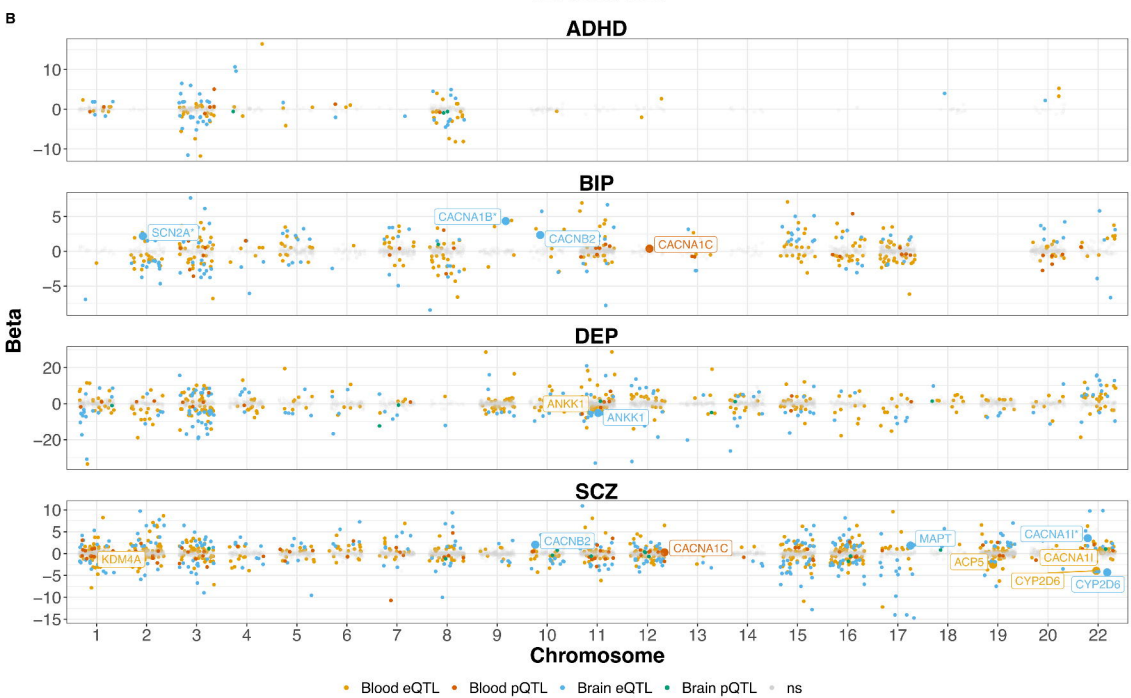 B
ADHD
10
0
−10
BIP
5
0
−5
SCN2A*
CACNA1B*
CACNB2
CACNA1C
DEP
20
0
−20
ANKK1
ANKK1
Beta
SCZ
10
5
0
−5
−10
−15
KDM4A
CACNB2
CACNA1C
MAPT
CACNA1I*
ACP5
CACNA1I
CYP2D6
CYP2D6
1 2 3 4 5 6 7 8 9 10 11 12 13 14 15 16 17 18 19 20 22
Chromosome
Blood eQTL Blood pQTL Brain eQTL Brain pQTL ns